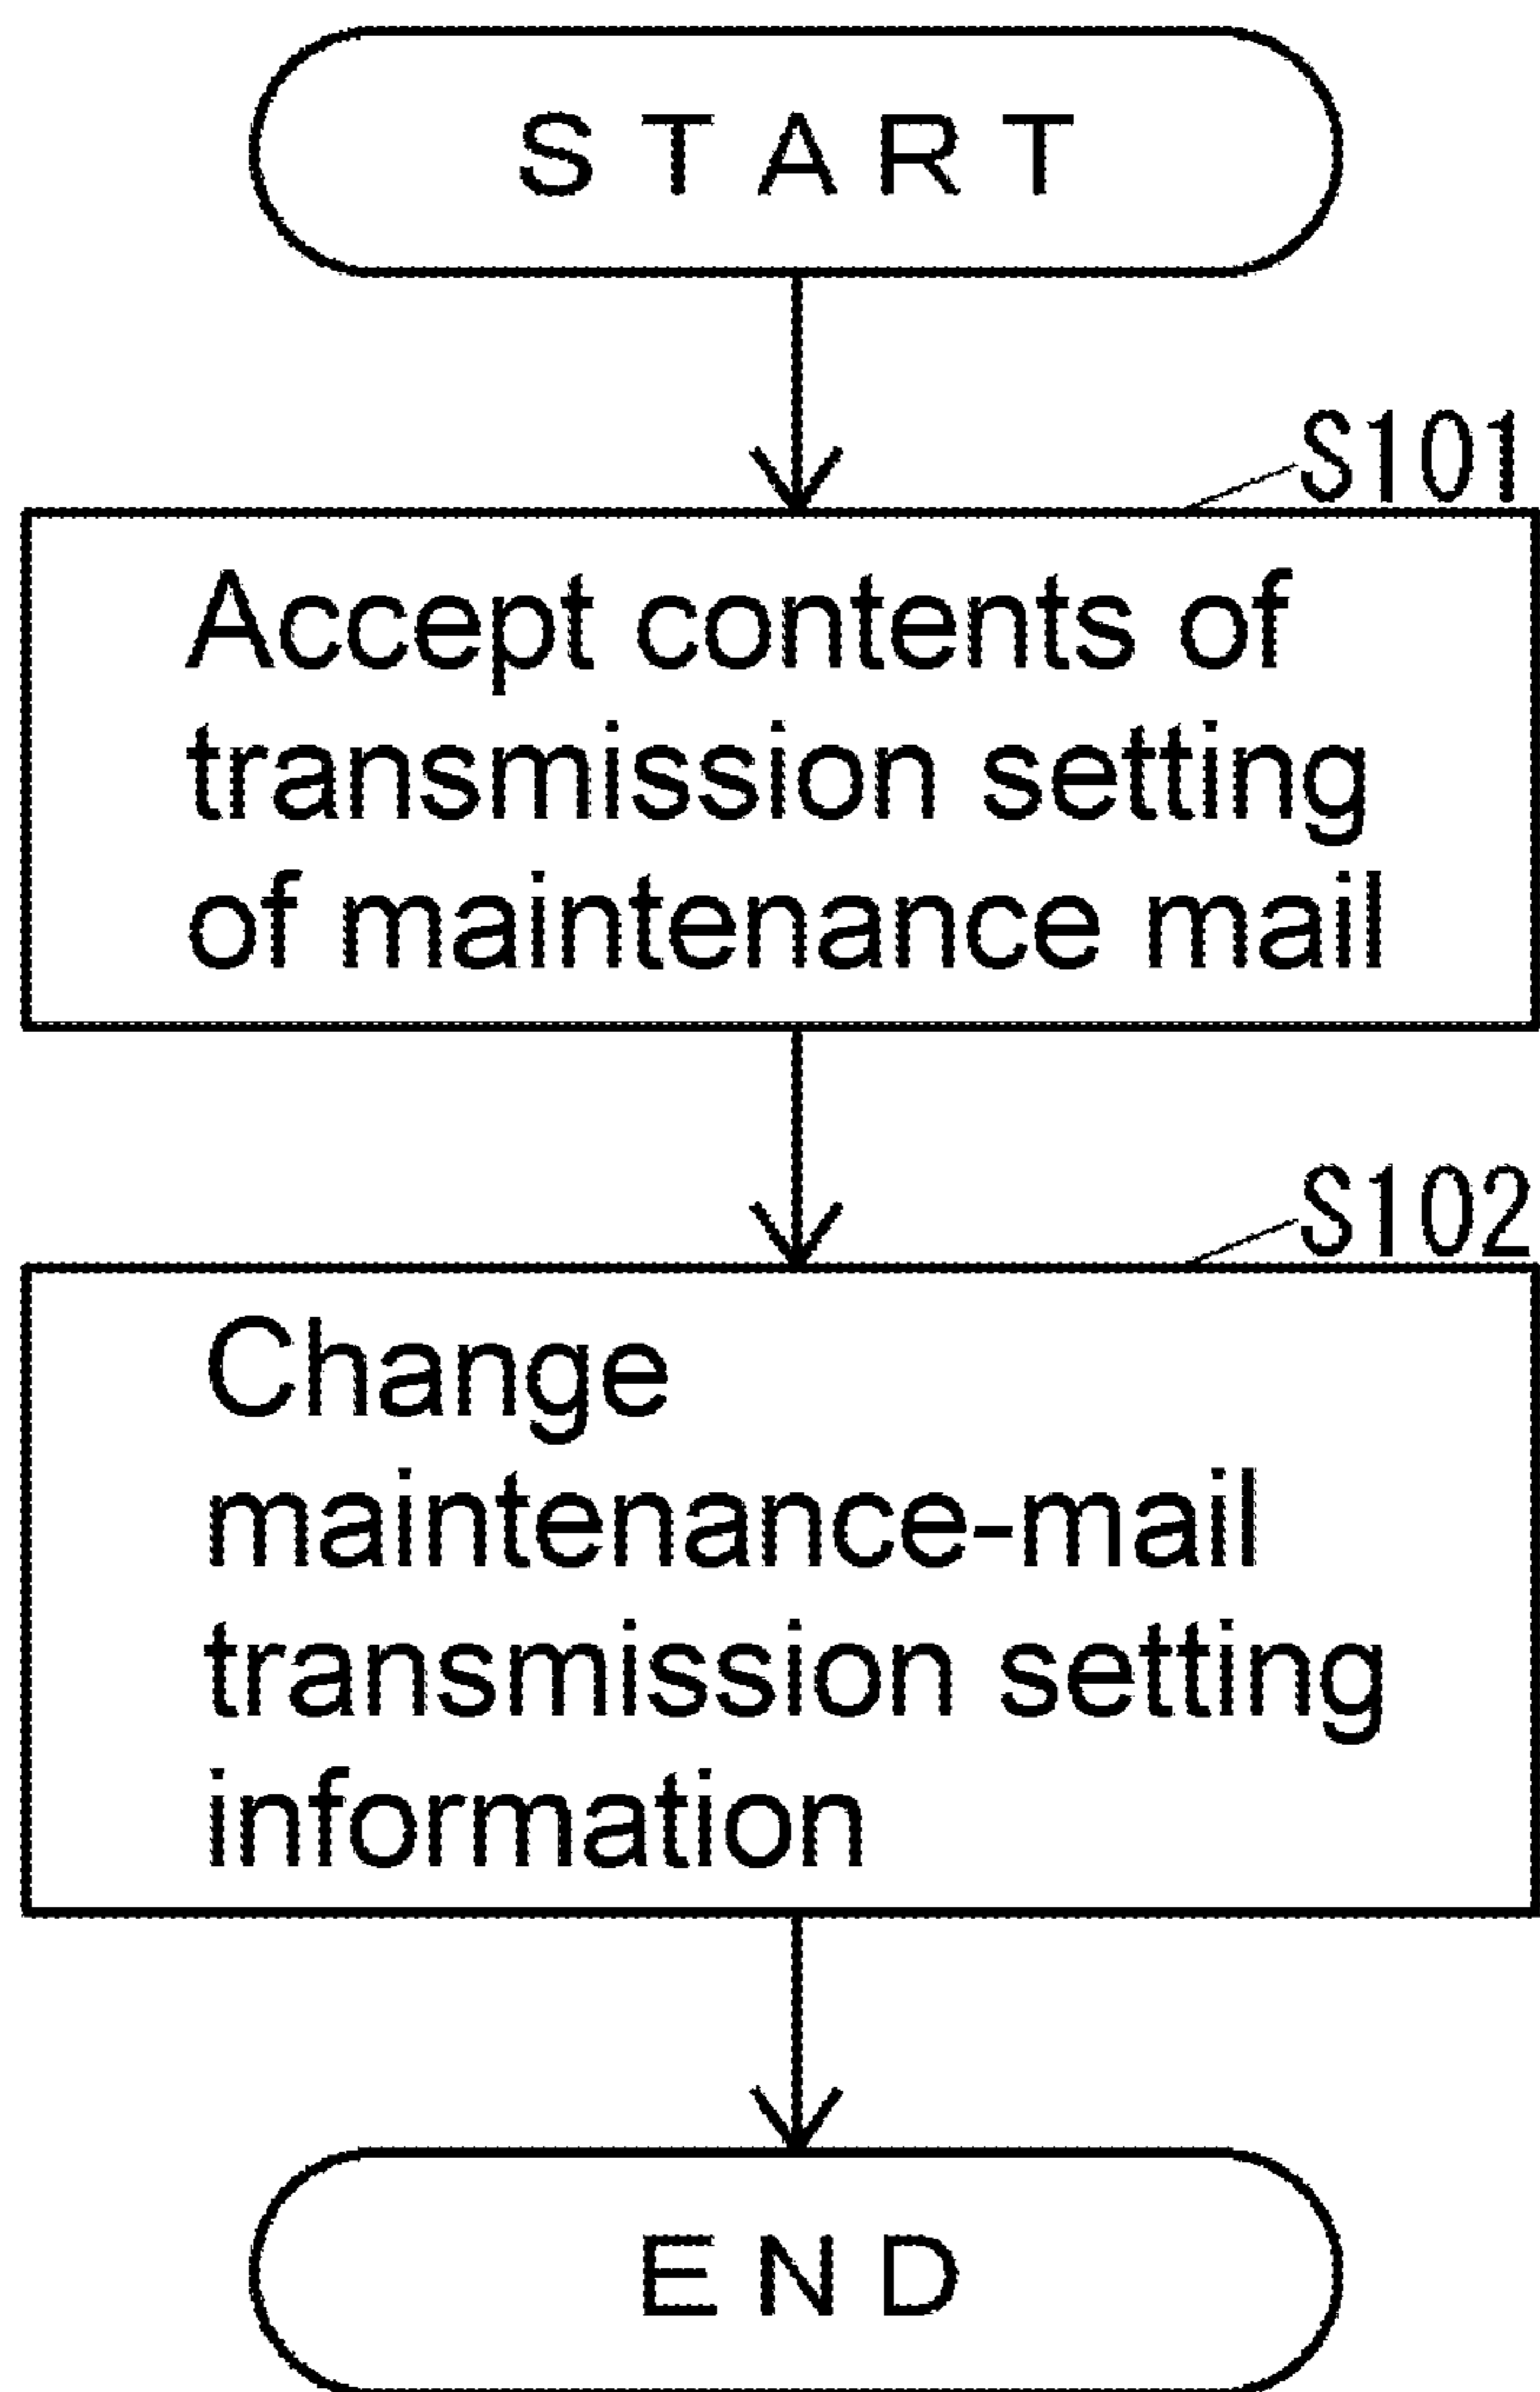 START
S101
Accept contents of
transmission setting
of maintenance mail
S102
Change
maintenance-mail
transmission setting
information
END